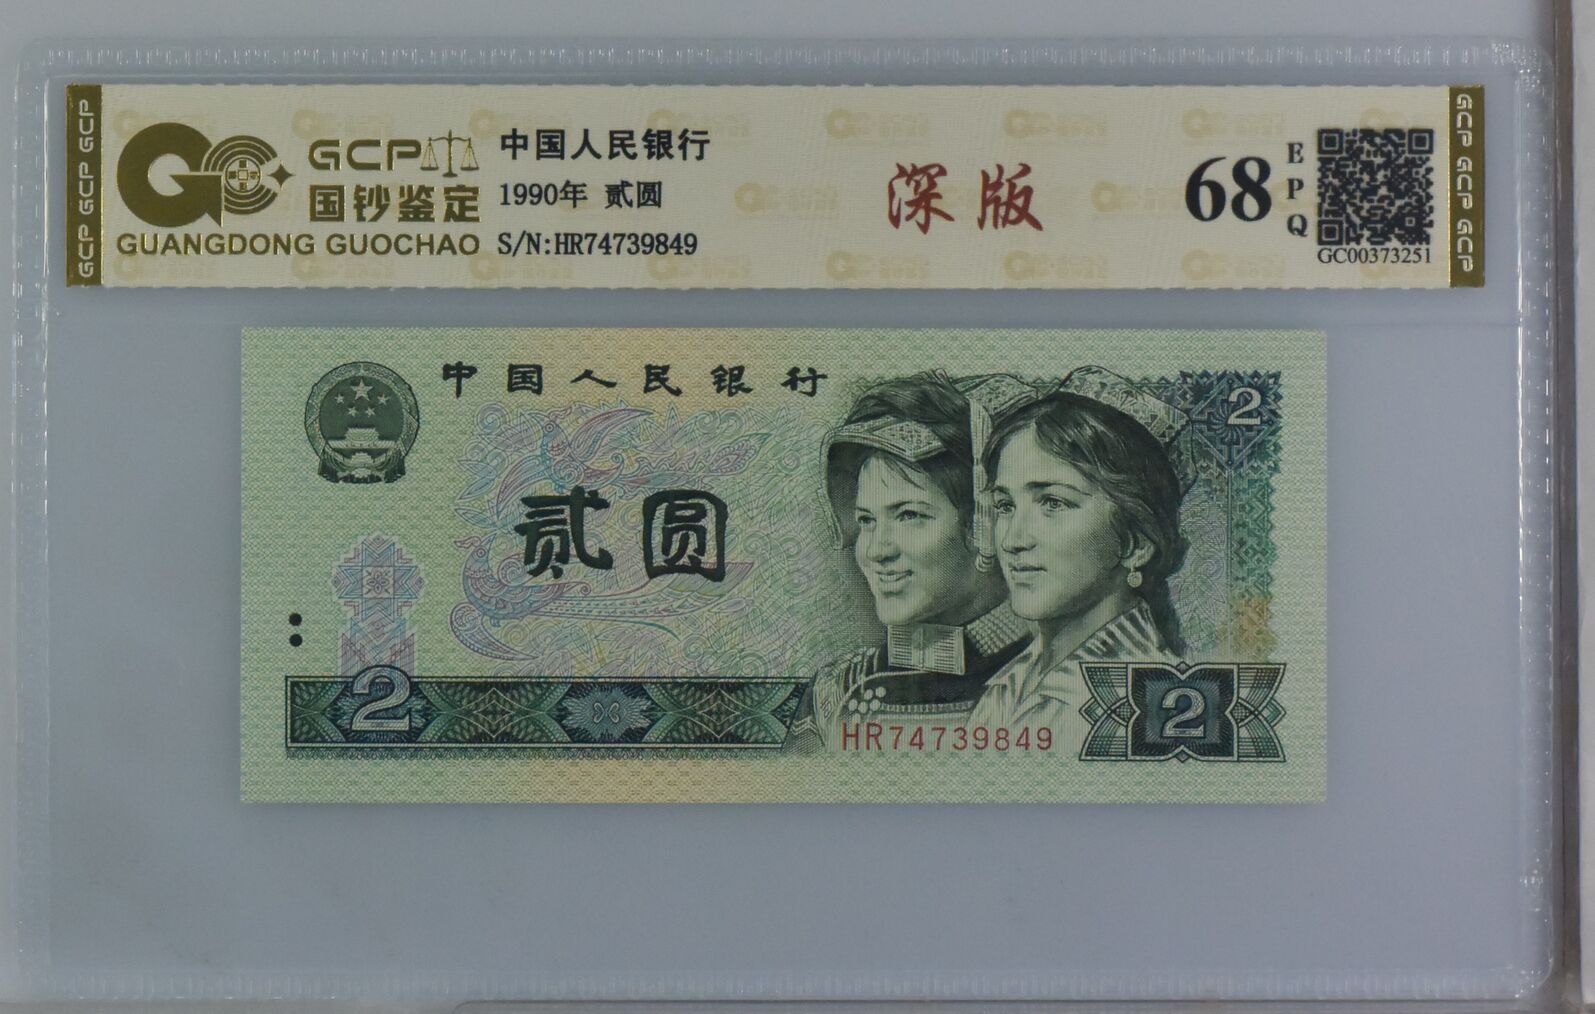 GCP
国钞鉴定
GUANGDONG GUOCHAO
中国人民银行
1990年 贰圆
S/N:HR74739849
深版
68
EPQ
GC00373251
GCP GCP GCP
GCP GCP GCP
中国人民银行
2
贰圆
2
2
HR74739849